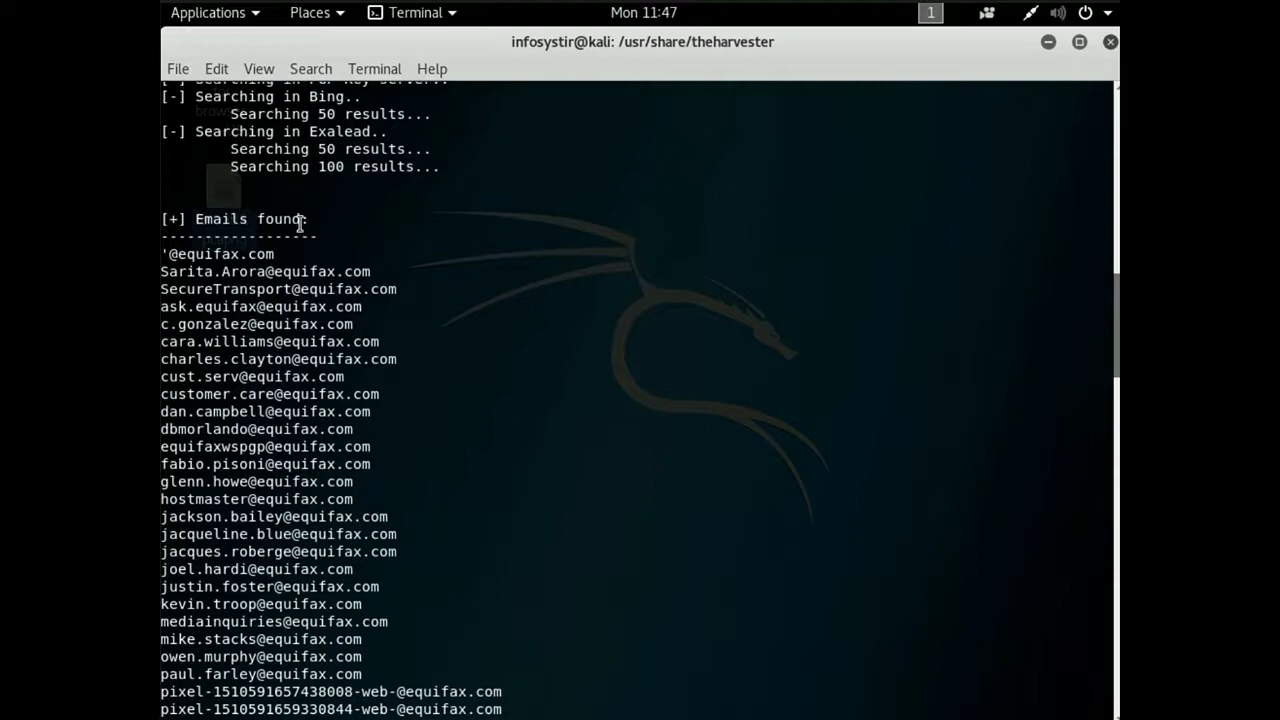 Applications Places Terminal Mon 11:47 1
infosystir@kali: /usr/share/theharvester
File Edit View Search Terminal Help
[-] Searching in Bing..
Searching 50 results...
[-] Searching in Exalead..
Searching 50 results...
Searching 100 results...
[+] Emails found:
------------------
'@equifax.com
Sarita.Arora@equifax.com
SecureTransport@equifax.com
ask.equifax@equifax.com
c.gonzalez@equifax.com
cara.williams@equifax.com
charles.clayton@equifax.com
cust.serv@equifax.com
customer.care@equifax.com
dan.campbell@equifax.com
dbmorlando@equifax.com
equifaxwspgp@equifax.com
fabio.pisoni@equifax.com
glenn.howe@equifax.com
hostmaster@equifax.com
jackson.bailey@equifax.com
jacqueline.blue@equifax.com
jacques.roberge@equifax.com
joel.hardi@equifax.com
justin.foster@equifax.com
kevin.troop@equifax.com
mediainquiries@equifax.com
mike.stacks@equifax.com
owen.murphy@equifax.com
paul.farley@equifax.com
pixel-1510591657438008-web-@equifax.com
pixel-1510591659330844-web-@equifax.com